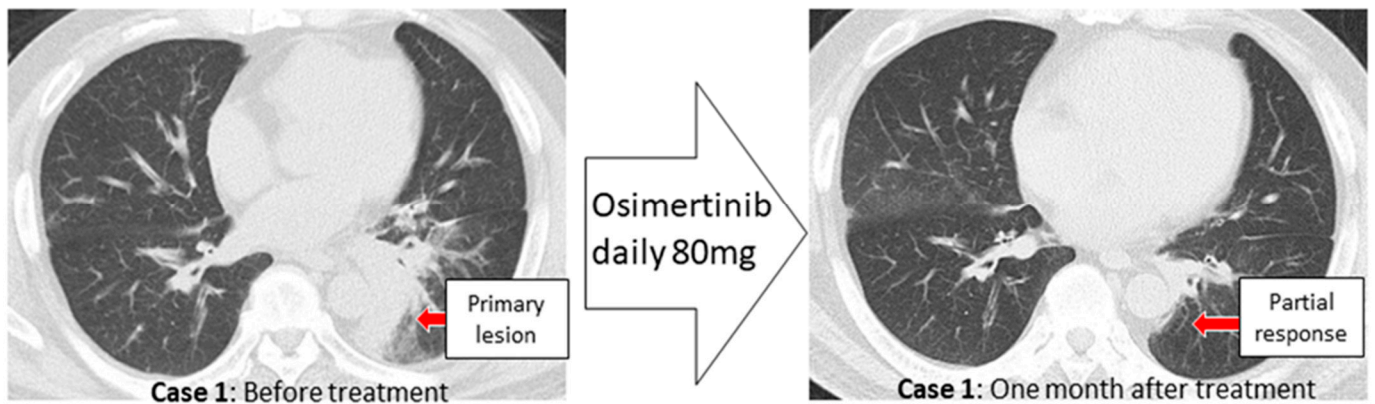 Primary
lesion
Case 1: Before treatment
Osimertinib
daily 80mg
Partial
response
Case 1: One month after treatment